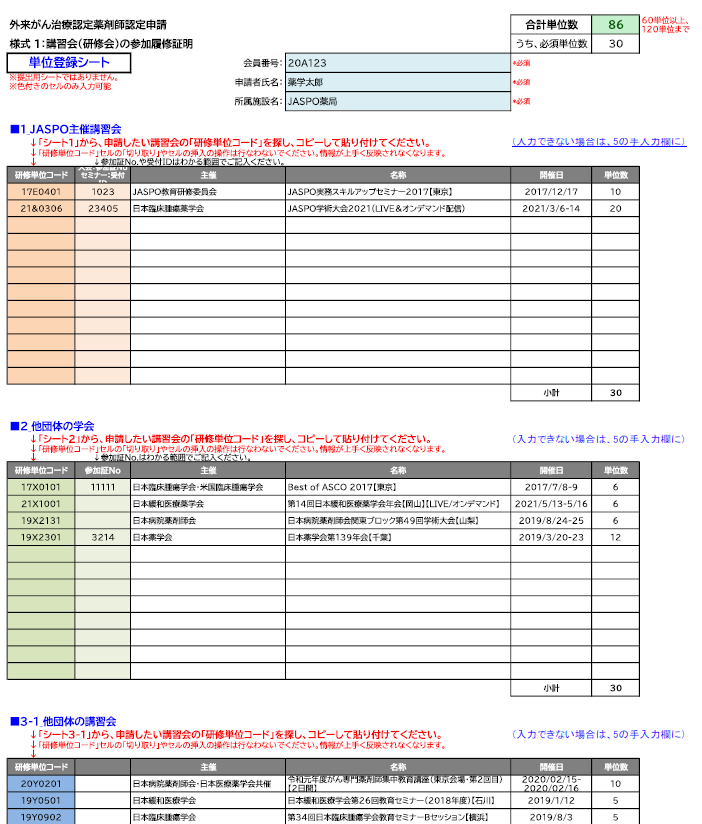 外来がん治療認定薬剤師認定申請
様式 1:講習会(研修会)の参加履修証明
合計単位数 86 60単位以上、120単位まで
うち、必須単位数 30
単位登録シート
※提出用シートではありません。
※色付きのセルのみ入力可能
会員番号: 20A123 *必須
申請者氏名: 薬学太郎 *必須
所属施設名: JASPO薬局 *必須
■1 JASPO主催講習会
↓「シート1」から、申請したい講習会の「研修単位コード」を探し、コピーして貼り付けてください。 (入力できない場合は、5の手入力欄に)
↓「研修単位コード」セルの「切り取り」やセルの挿入の操作は行なわないでください。情報が上手く反映されなくなります。
↓ ↓参加証No.や受付IDはわかる範囲でご記入ください。
研修単位コード セミナー:受付 主催 名称 開催日 単位数
17E0401 1023 JASPO教育研修委員会 JASPO実務スキルアップセミナー2017【東京】 2017/12/17 10
21&0306 23405 日本臨床腫瘍薬学会 JASPO学術大会2021(LIVE&オンデマンド配信) 2021/3/6-14 20
小計 30
■2 他団体の学会
↓「シート2」から、申請したい講習会の「研修単位コード」を探し、コピーして貼り付けてください。 (入力できない場合は、5の手入力欄に)
↓「研修単位コード」セルの「切り取り」やセルの挿入の操作は行なわないでください。情報が上手く反映されなくなります。
↓ ↓参加証No.はわかる範囲でご記入ください。
研修単位コード 参加証No 主催 名称 開催日 単位数
17X0101 11111 日本臨床腫瘍学会・米国臨床腫瘍学会 Best of ASCO 2017【東京】 2017/7/8-9 6
21X1001 日本緩和医療薬学会 第14回日本緩和医療薬学会年会【岡山】【LIVE/オンデマンド】 2021/5/13-5/16 6
19X2131 日本病院薬剤師会 日本病院薬剤師会関東ブロック第49回学術大会【山梨】 2019/8/24-25 6
19X2301 3214 日本薬学会 日本薬学会第139年会【千葉】 2019/3/20-23 12
小計 30
■3-1 他団体の講習会
↓「シート3-1」から、申請したい講習会の「研修単位コード」を探し、コピーして貼り付けてください。 (入力できない場合は、5の手入力欄に)
↓「研修単位コード」セルの「切り取り」やセルの挿入の操作は行なわないでください。情報が上手く反映されなくなります。
↓
研修単位コード 主催 名称 開催日 単位数
20Y0201 日本病院薬剤師会・日本医療薬学会共催 令和元年度がん専門薬剤師集中教育講座(東京会場・第2回目)【2日間】 2020/02/15-2020/02/16 10
19Y0501 日本緩和医療学会 日本緩和医療学会第26回教育セミナー(2018年度)【石川】 2019/1/12 5
19Y0902 日本臨床腫瘍学会 第34回日本臨床腫瘍学会教育セミナーBセッション【横浜】 2019/8/3 5